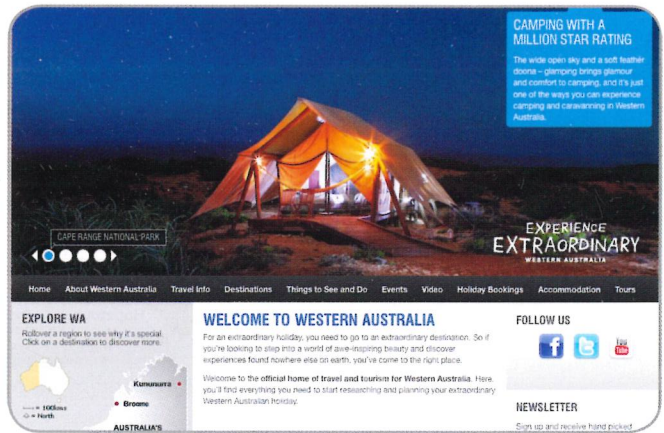 CAMPING WITH A
MILLION STAR RATING
The wide open sky and a soft feather
doona – glamping brings glamour
and comfort to camping, and it's just
one of the ways you can experience
camping and caravanning in Western
Australia.
CAPE RANGE NATIONAL PARK
EXPERIENCE
EXTRAORDINARY
WESTERN AUSTRALIA
Home About Western Australia Travel Info Destinations Things to See and Do Events Video Holiday Bookings Accommodation Tours
EXPLORE WA
Rollover a region to see why it's special.
Click on a destination to discover more.
Kununurra
Broome
= 100kms
= North
AUSTRALIA'S
WELCOME TO WESTERN AUSTRALIA
For an extraordinary holiday, you need to go to an extraordinary destination. So if
you're looking to step into a world of awe-inspiring beauty and discover
experiences found nowhere else on earth, you've come to the right place.
Welcome to the official home of travel and tourism for Western Australia. Here
you'll find everything you need to start researching and planning your extraordinary
Western Australian holiday.
FOLLOW US
f
t
You
Tube
NEWSLETTER
Sign up and receive hand picked